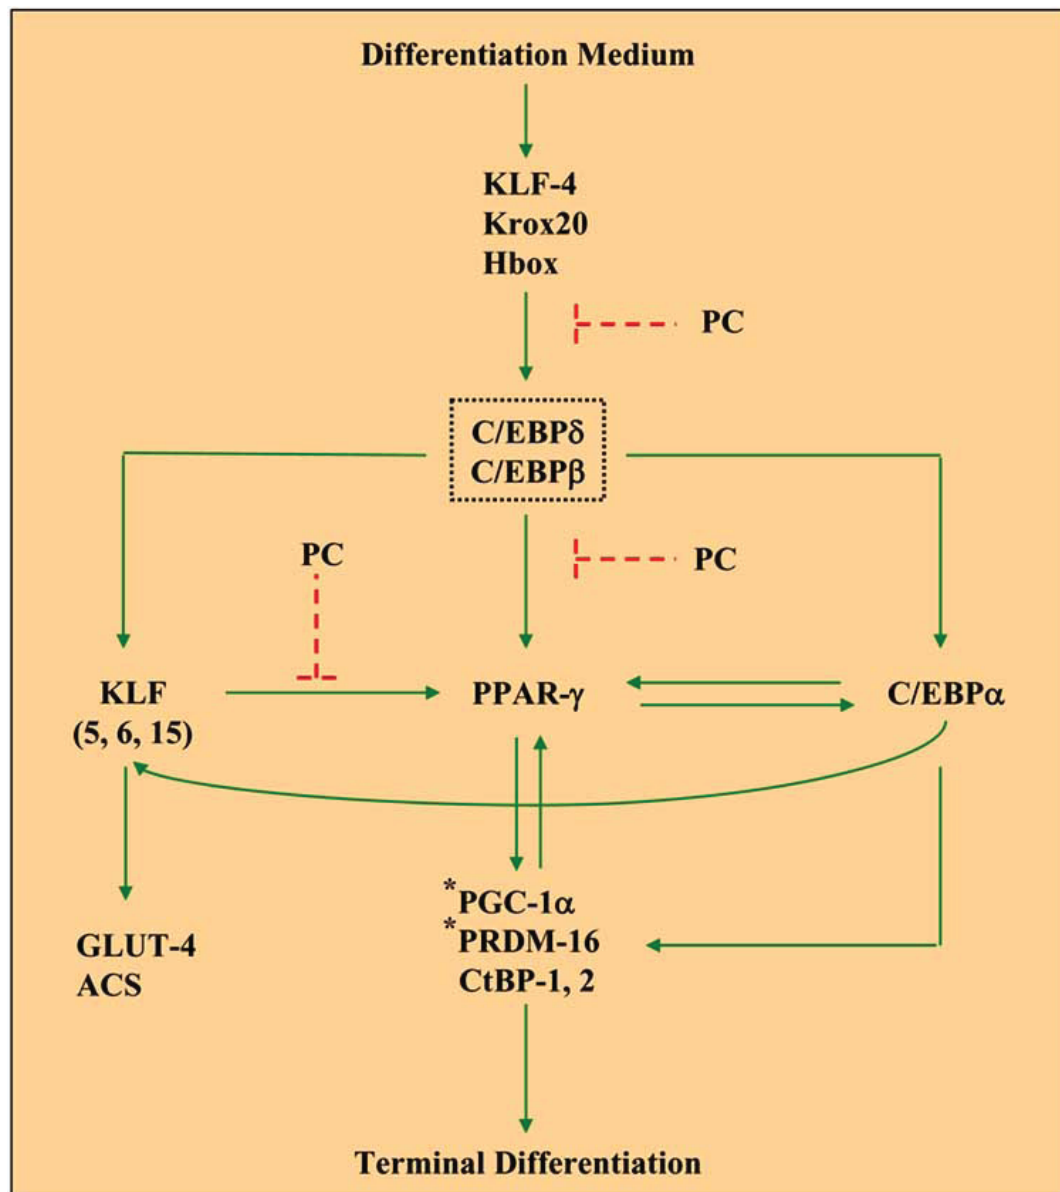 Differentiation Medium
KLF-4
Krox20
Hbox
PC
C/EBPδ
C/EBPβ
PC
PC
KLF
(5, 6, 15)
PPAR-γ
C/EBPα
GLUT-4
ACS
*PGC-1α
*PRDM-16
CtBP-1, 2
Terminal Differentiation